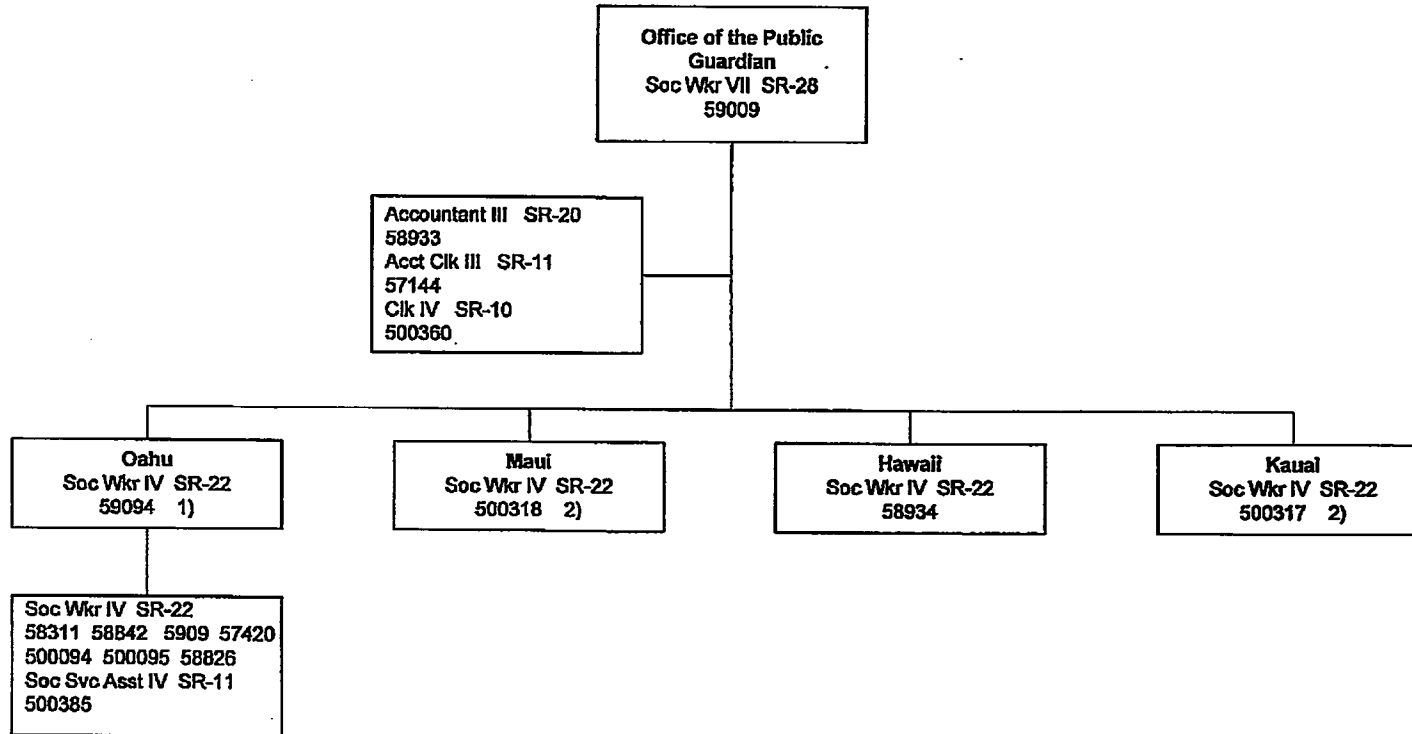 Office of the Public
Guardian
Soc Wkr VII SR-28
59009
Accountant III SR-20
58933
Acct Clk III SR-11
57144
Clk IV SR-10
500360
Oahu
Soc Wkr IV SR-22
59094 1)
Maui
Soc Wkr IV SR-22
500318 2)
Hawaii
Soc Wkr IV SR-22
58934
Kauai
Soc Wkr IV SR-22
500317 2)
Soc Wkr IV SR-22
58311 58842 5909 57420
500094 500095 58826
Soc Svc Asst IV SR-11
500385